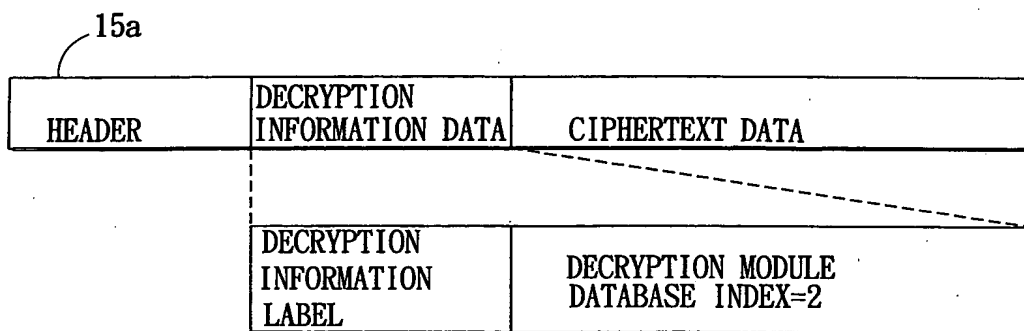 15a
HEADER
DECRYPTION
INFORMATION DATA
CIPHERTEXT DATA
DECRYPTION
INFORMATION
LABEL
DECRYPTION MODULE
DATABASE INDEX=2